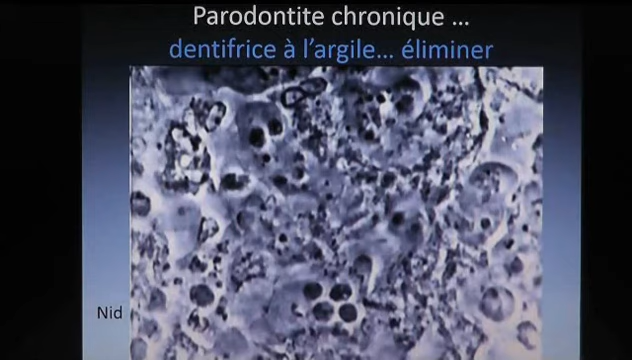 Parodontite chronique ...
dentifrice à l'argile... éliminer
Nid